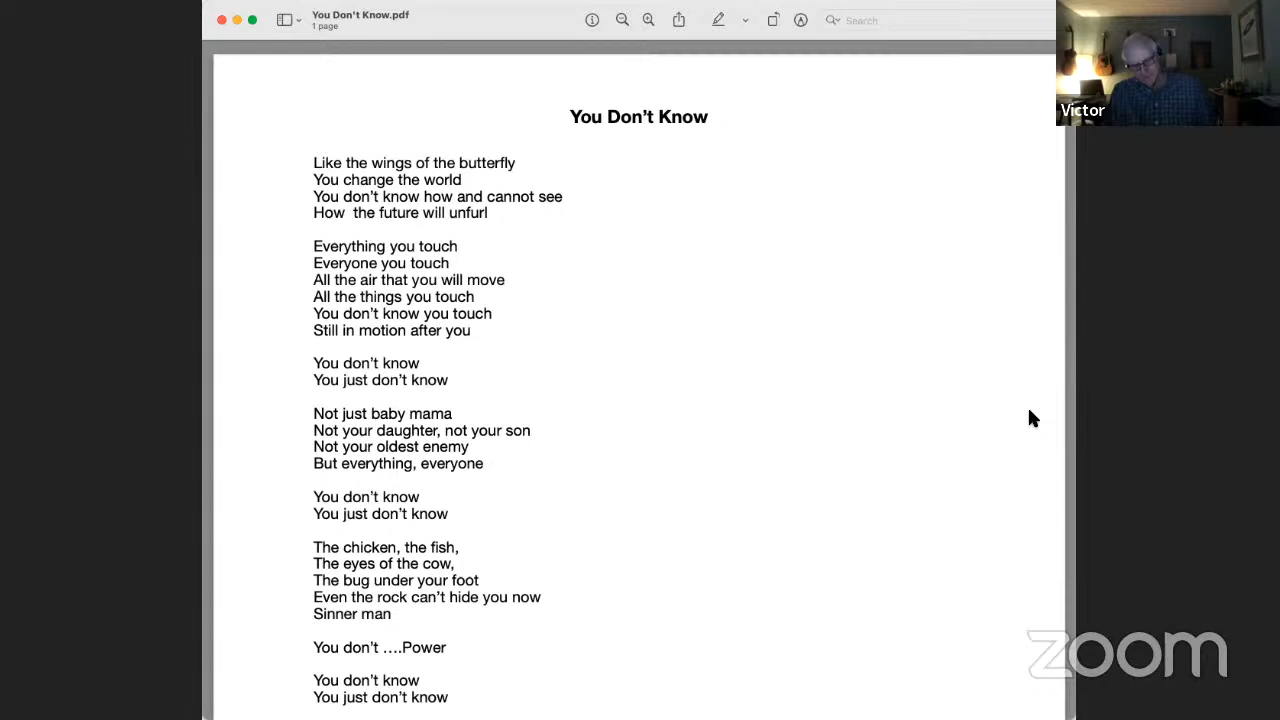 You Don't Know.pdf
1 page
Search
Victor
You Don’t Know
Like the wings of the butterfly
You change the world
You don’t know how and cannot see
How  the future will unfurl
Everything you touch
Everyone you touch
All the air that you will move
All the things you touch
You don’t know you touch
Still in motion after you
You don’t know
You just don’t know
Not just baby mama
Not your daughter, not your son
Not your oldest enemy
But everything, everyone
You don’t know
You just don’t know
The chicken, the fish,
The eyes of the cow,
The bug under your foot
Even the rock can’t hide you now
Sinner man
You don’t ….Power
You don’t know
You just don’t know
zoom